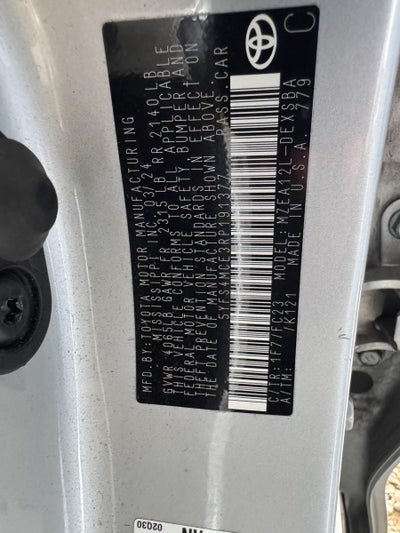 MFD.BY:TOYOTA MOTOR MANUFACTURING
MISSISSIPPI, INC. 03/24
GVWR 4065LB GAWR FR 2315 LB RR 2140 LB
THIS VEHICLE CONFORMS TO ALL APPLICABLE
FEDERAL MOTOR VEHICLE SAFETY, BUMPER, AND
THEFT PREVENTION STANDARDS IN EFFECT ON
THE DATE OF MANUFACTURE SHOWN ABOVE.
PASS.CAR
C/TR:1F7/FC23
A/TM: /K121
MODEL:MZEA12L-DEXSBA
MADE IN U.S.A. 779
TOYOTA
C
02030